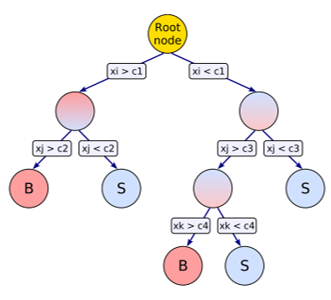 Root
node
xi > c1
xi < c1
xj > c2
xj < c2
xj > c3
xj < c3
B
S
S
xk > c4
xk < c4
B
S